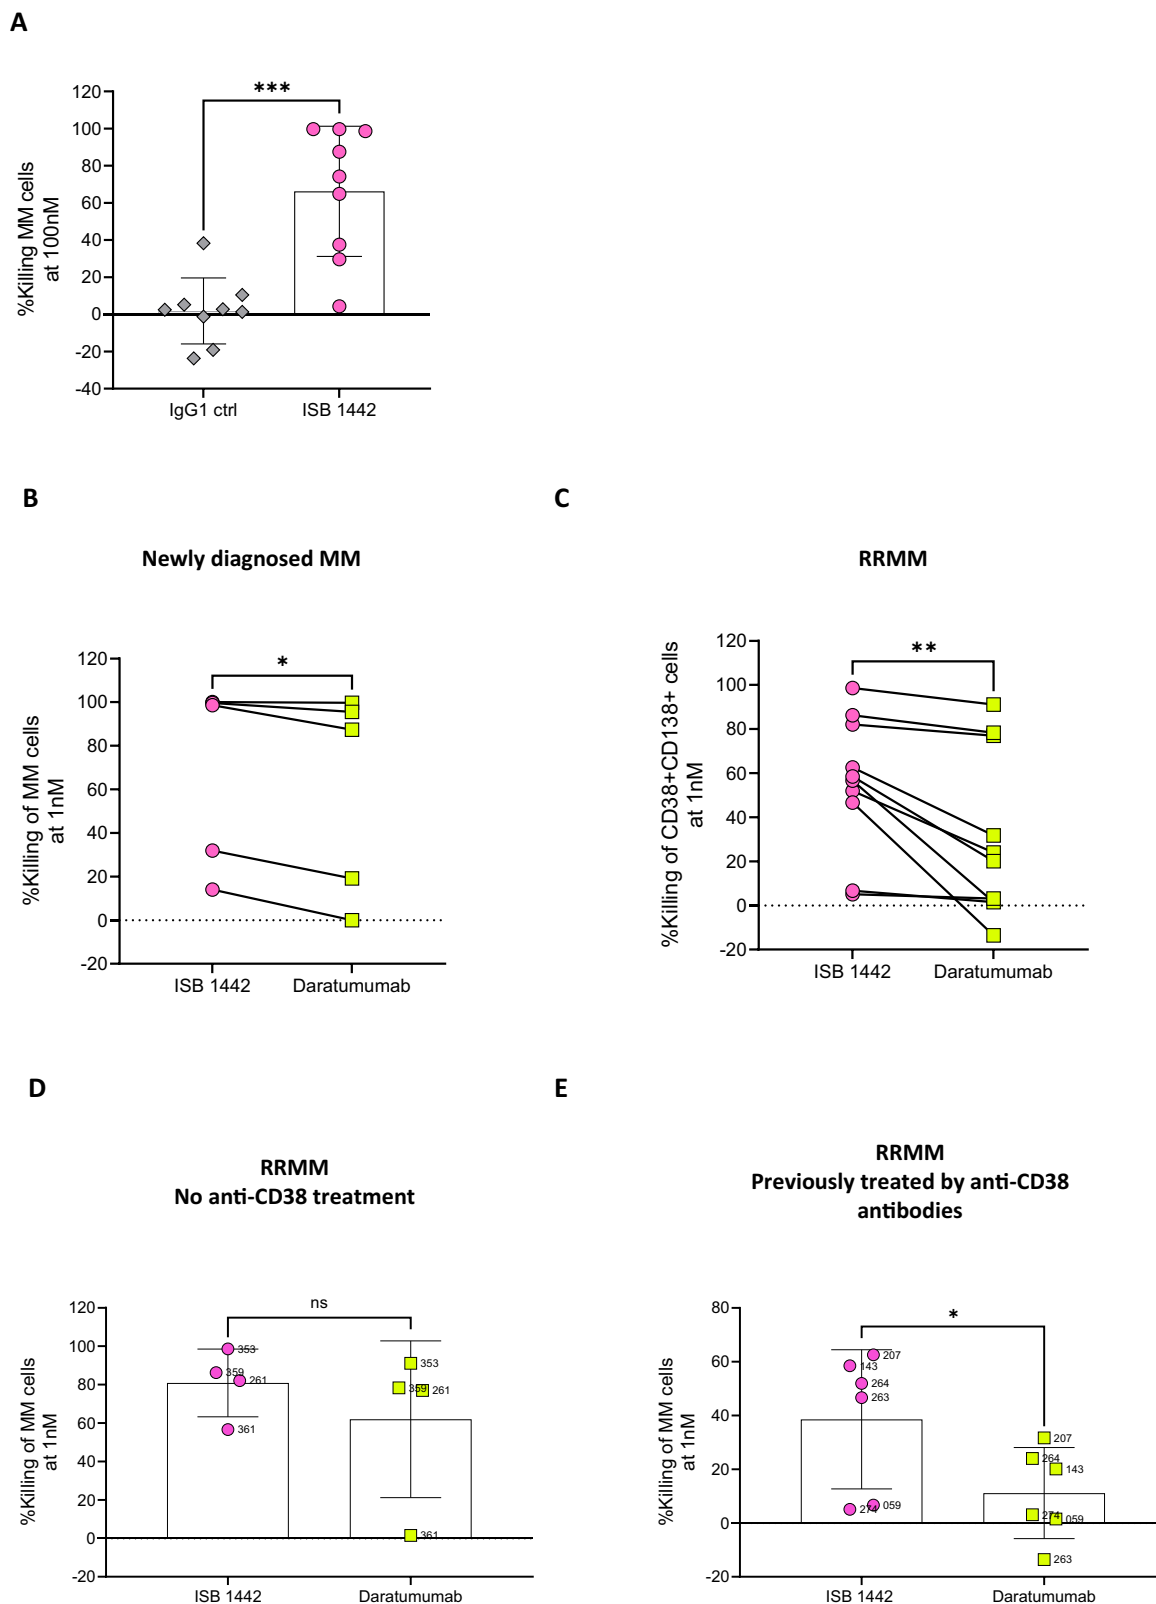 A
%Killing MM cells
at 100nM
120
100
80
60
40
20
0
-20
-40
***
IgG1 ctrl
ISB 1442
B
Newly diagnosed MM
%Killing of MM cells
at 1nM
120
100
80
60
40
20
0
-20
*
ISB 1442
Daratumumab
C
RRMM
%Killing of CD38+CD138+ cells
at 1nM
120
100
80
60
40
20
0
-20
**
ISB 1442
Daratumumab
D
RRMM
No anti-CD38 treatment
%Killing of MM cells
at 1nM
120
100
80
60
40
20
0
-20
ns
353
359
261
361
353
359
261
361
ISB 1442
Daratumumab
E
RRMM
Previously treated by anti-CD38
antibodies
%Killing of MM cells
at 1nM
80
60
40
20
0
-20
*
207
143
264
263
059
274
207
264
143
274
059
263
ISB 1442
Daratumumab